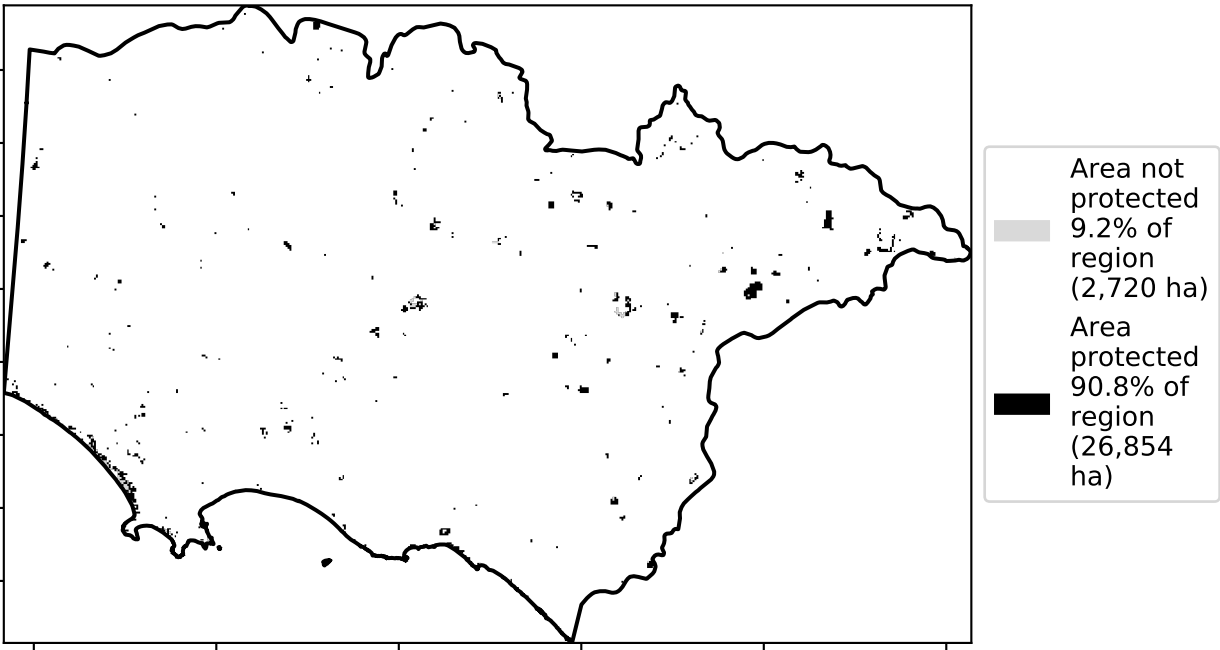 Area not
protected
9.2% of
region
(2,720 ha)
Area
protected
90.8% of
region
(26,854
ha)